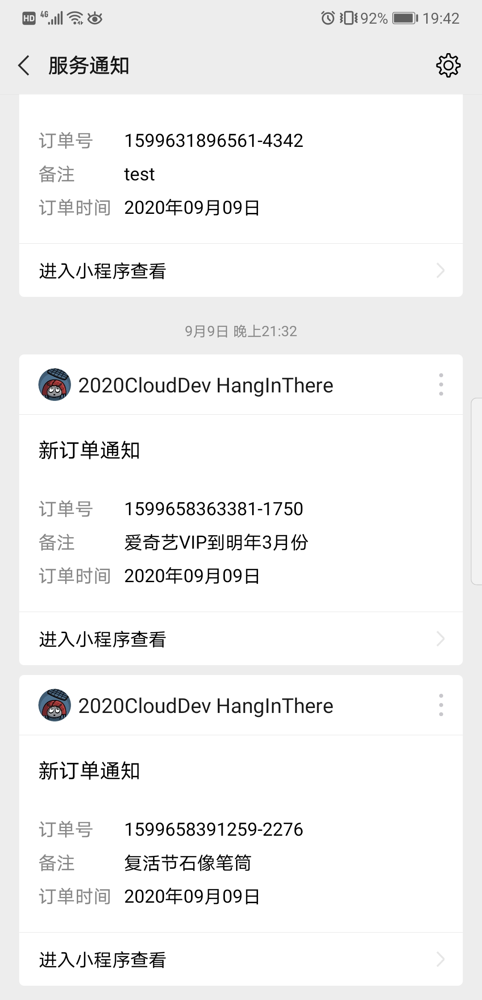 HD 4G 92% 19:42
服务通知
订单号 1599631896561-4342
备注 test
订单时间 2020年09月09日
进入小程序查看
9月9日 晚上21:32
2020CloudDev HangInThere
新订单通知
订单号 1599658363381-1750
备注 爱奇艺VIP到明年3月份
订单时间 2020年09月09日
进入小程序查看
2020CloudDev HangInThere
新订单通知
订单号 1599658391259-2276
备注 复活节石像笔筒
订单时间 2020年09月09日
进入小程序查看